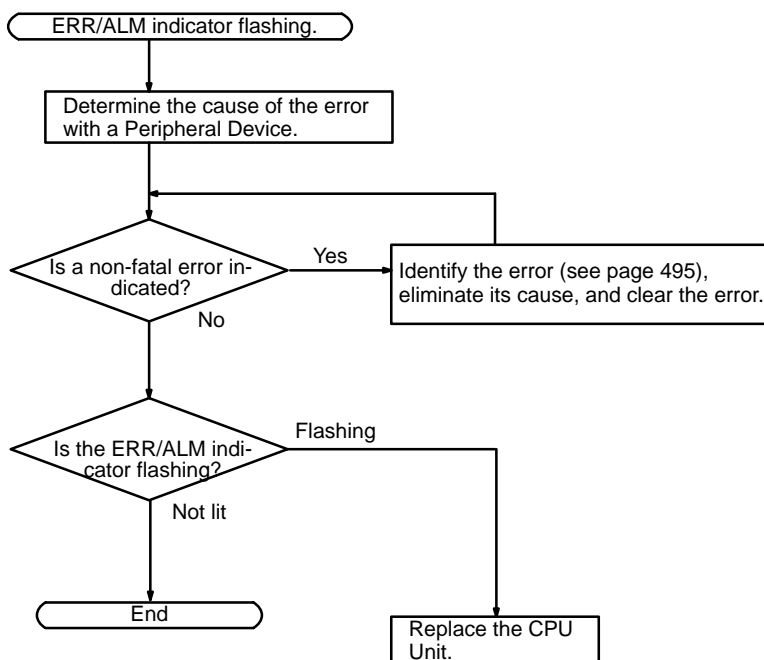 ERR/ALM indicator flashing.
Determine the cause of the error
with a Peripheral Device.
Is a non-fatal error in-
dicated?
Yes
Identify the error (see page 495),
eliminate its cause, and clear the error.
No
Is the ERR/ALM indi-
cator flashing?
Flashing
Not lit
End
Replace the CPU
Unit.